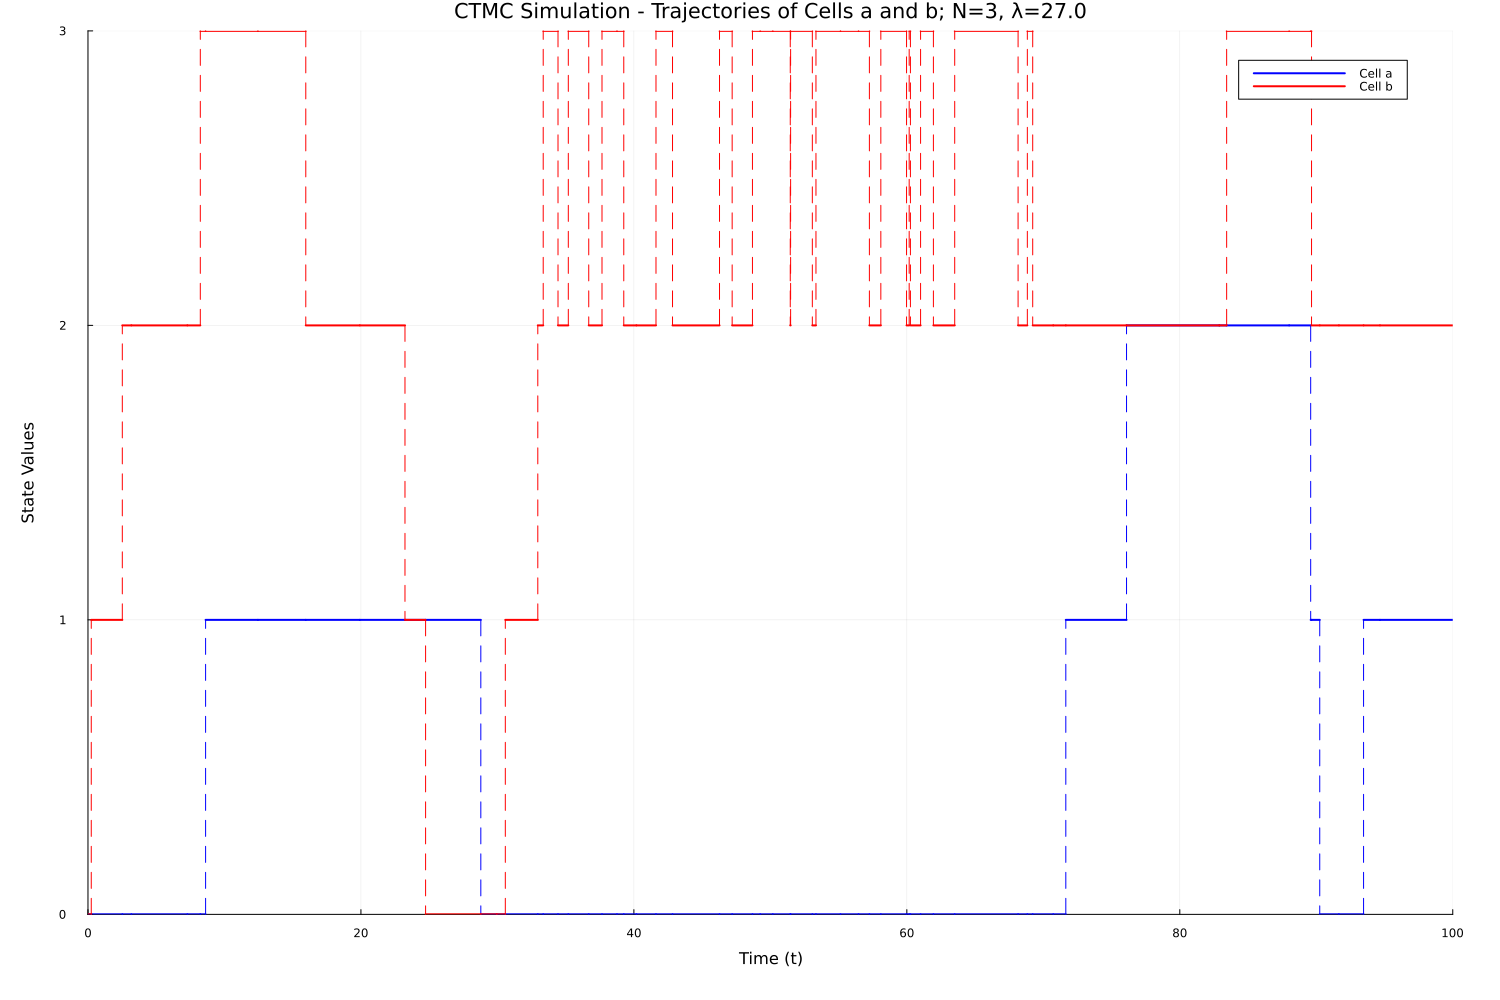 CTMC Simulation - Trajectories of Cells a and b; N=3, λ=27.0
3
Cell a
Cell b
2
State Values
1
0
0 20 40 60 80 100
Time (t)